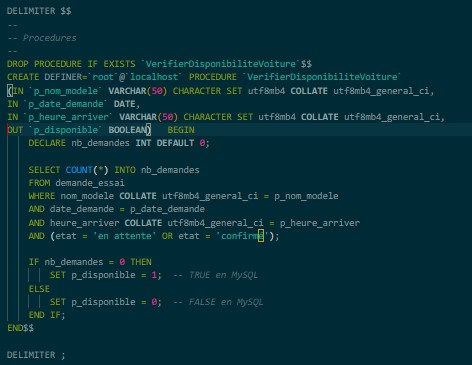 DELIMITER $$
--
-- Procedures
--
DROP PROCEDURE IF EXISTS `VerifierDisponibiliteVoiture`$$
CREATE DEFINER=`root`@`localhost` PROCEDURE `VerifierDisponibiliteVoiture`
(IN `p_nom_modele` VARCHAR(50) CHARACTER SET utf8mb4 COLLATE utf8mb4_general_ci,
IN `p_date_demande` DATE,
IN `p_heure_arriver` VARCHAR(50) CHARACTER SET utf8mb4 COLLATE utf8mb4_general_ci,
OUT `p_disponible` BOOLEAN)   BEGIN
    DECLARE nb_demandes INT DEFAULT 0;
    SELECT COUNT(*) INTO nb_demandes
    FROM demande_essai
    WHERE nom_modele COLLATE utf8mb4_general_ci = p_nom_modele
    AND date_demande = p_date_demande
    AND heure_arriver COLLATE utf8mb4_general_ci = p_heure_arriver
    AND (etat = 'en attente' OR etat = 'confirmé');
    IF nb_demandes = 0 THEN
        SET p_disponible = 1;  -- TRUE en MySQL
    ELSE
        SET p_disponible = 0;  -- FALSE en MySQL
    END IF;
END$$
DELIMITER ;